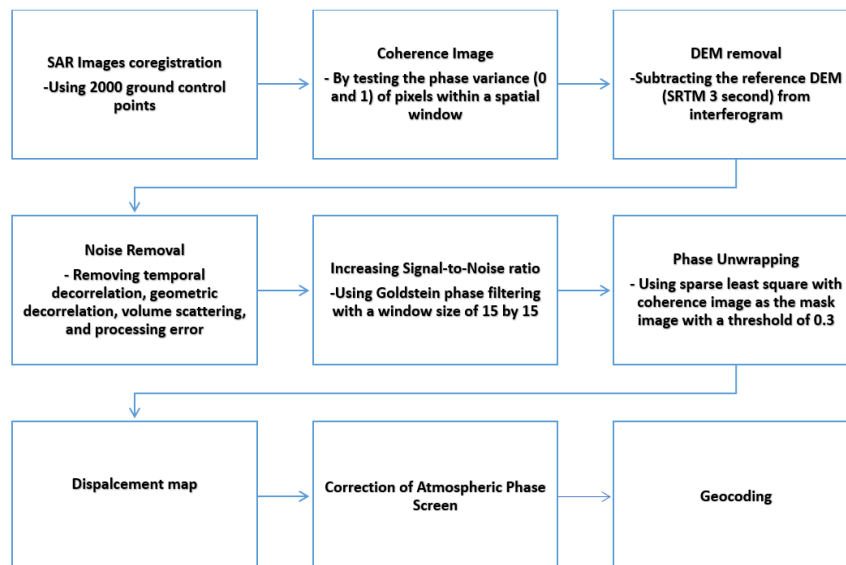 SAR Images coregistration
-Using 2000 ground control
points
Coherence Image
- By testing the phase variance (0
and 1) of pixels within a spatial
window
DEM removal
-Subtracting the reference DEM
(SRTM 3 second) from
interferogram
Noise Removal
- Removing temporal
decorrelation, geometric
decorrelation, volume scattering,
and processing error
Increasing Signal-to-Noise ratio
-Using Goldstein phase filtering
with a window size of 15 by 15
Phase Unwrapping
- Using sparse least square with
coherence image as the mask
image with a threshold of 0.3
Dispalcement map
Correction of Atmospheric Phase
Screen
Geocoding